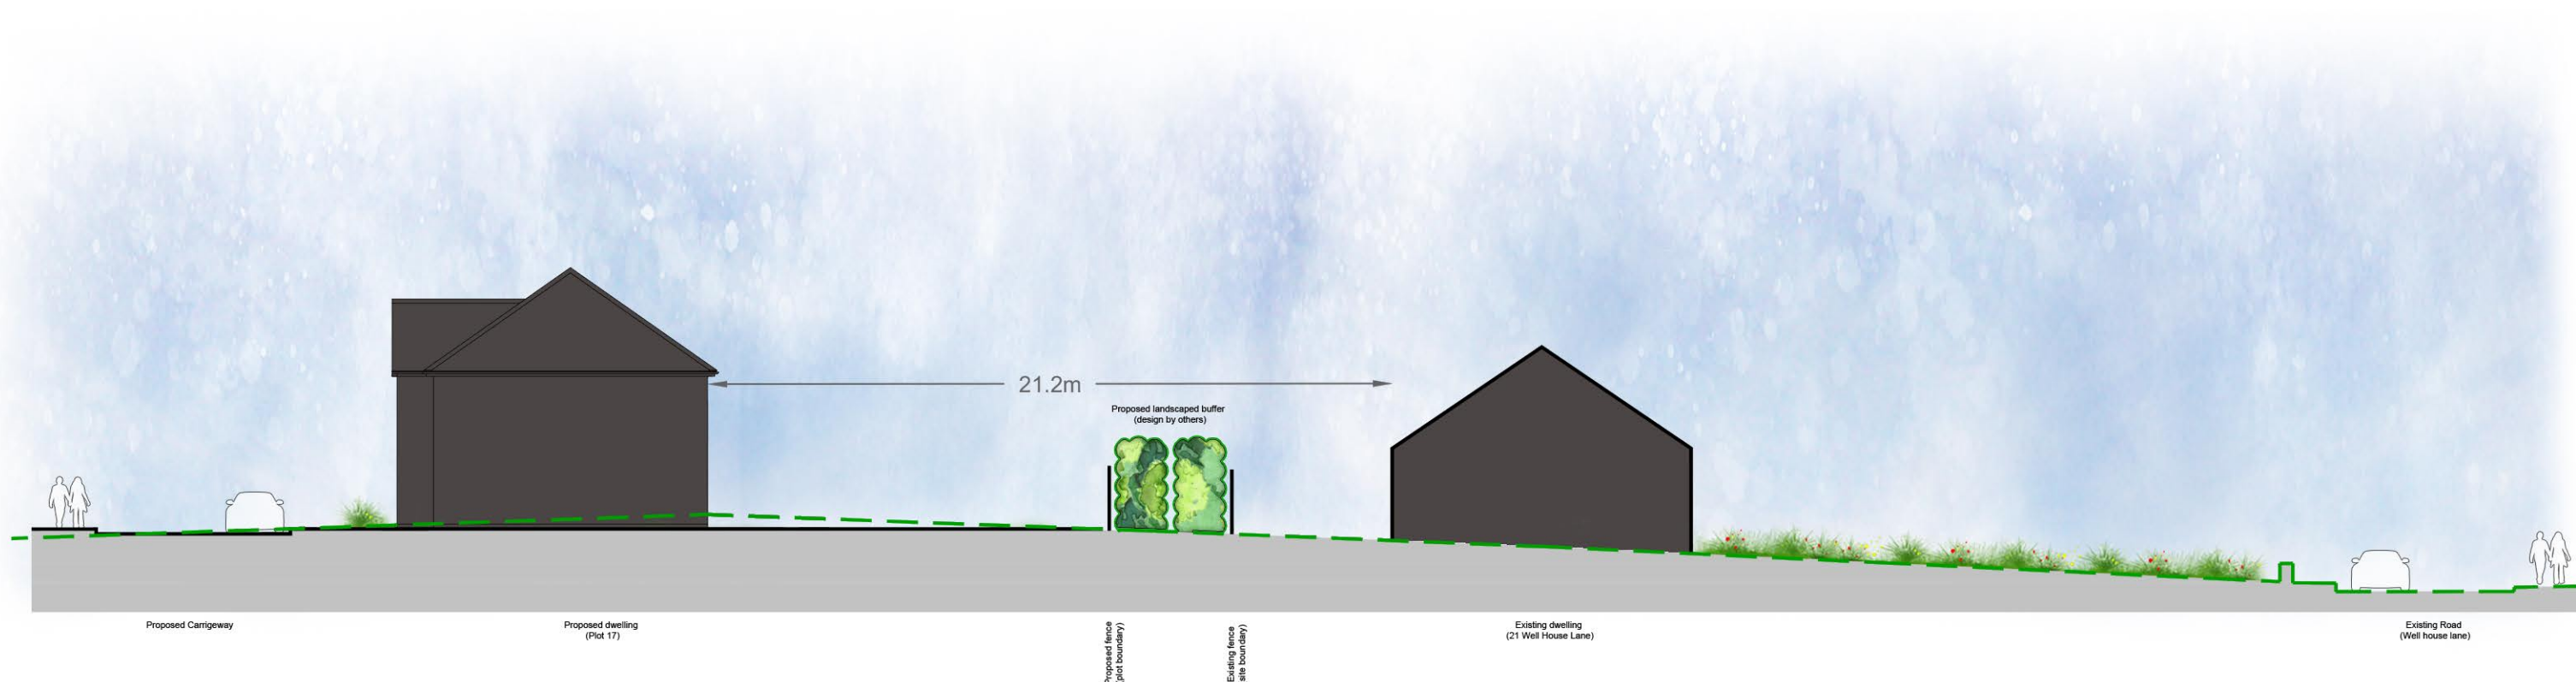 21.2m
Proposed landscaped buffer
(design by others)
Proposed Carrigeway
Proposed dwelling
(Plot 17)
Proposed fence
(plot boundary)
Existing fence
site boundary)
Existing dwelling
(21 Well House Lane)
Existing Road
(Well house lane)